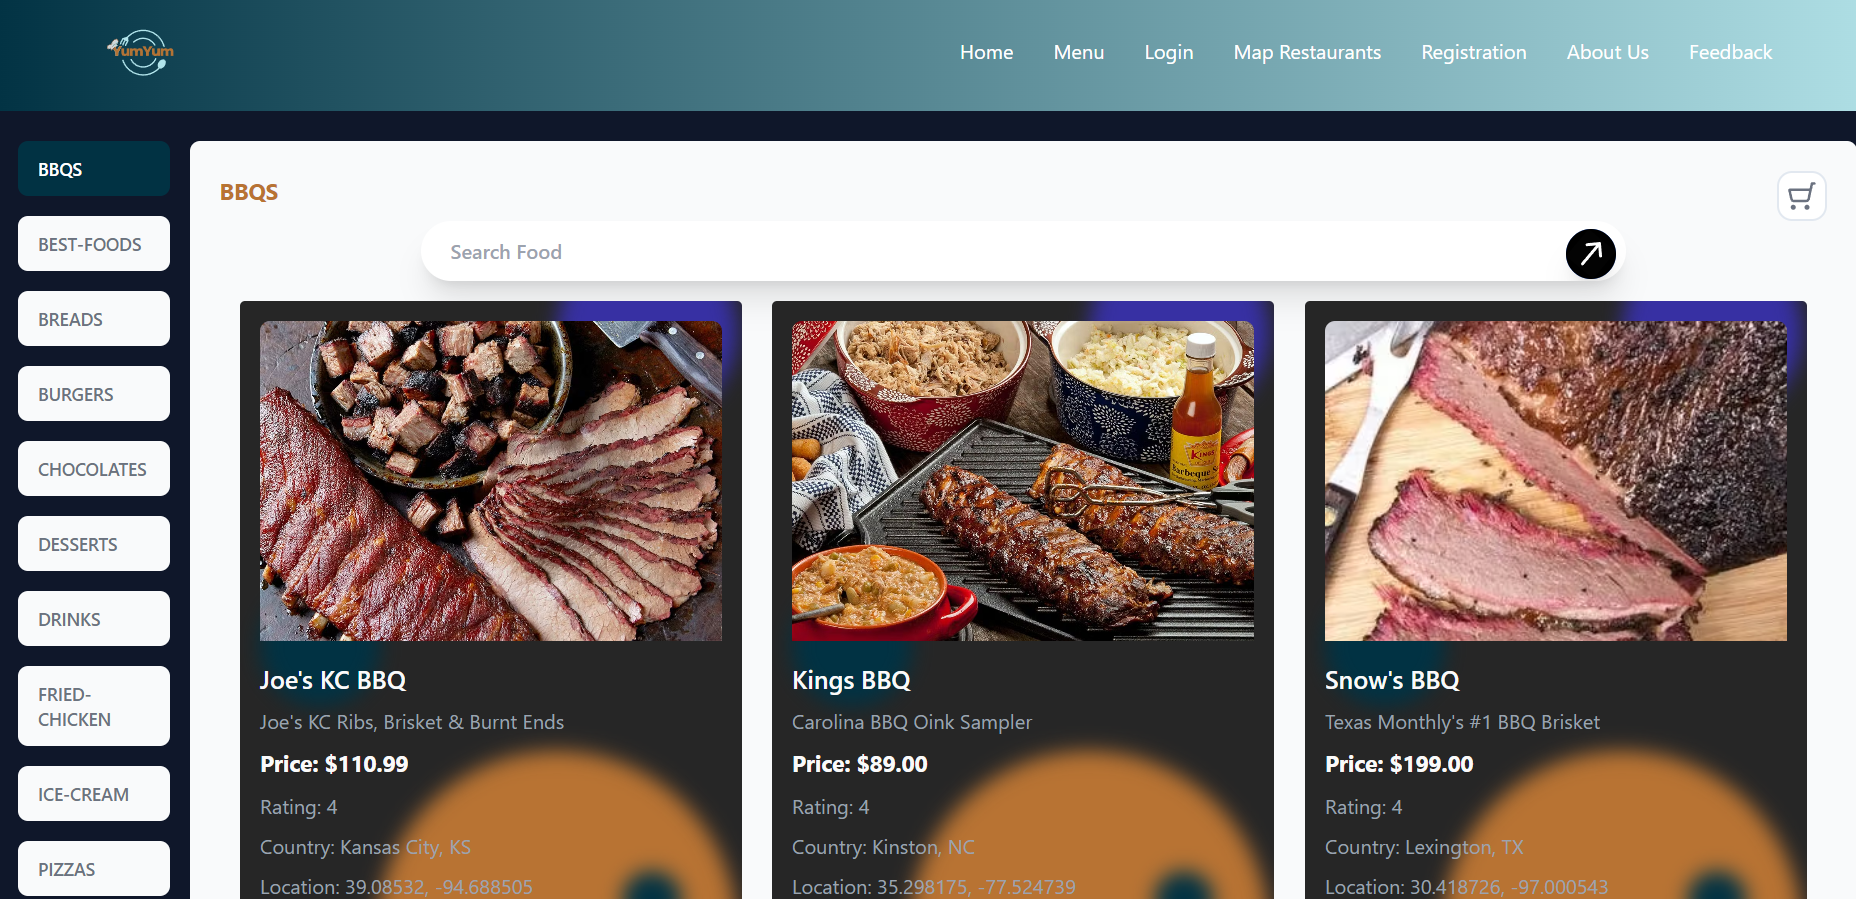 YumYum
Home
Menu
Login
Map Restaurants
Registration
About Us
Feedback
BBQS
BEST-FOODS
BREADS
BURGERS
CHOCOLATES
DESSERTS
DRINKS
FRIED-
CHICKEN
ICE-CREAM
PIZZAS
BBQS
Search Food
KINGS
Barbeque
Joe's KC BBQ
Joe's KC Ribs, Brisket & Burnt Ends
Price: $110.99
Rating: 4
Country: Kansas City, KS
Location: 39.08532, -94.688505
Kings BBQ
Carolina BBQ Oink Sampler
Price: $89.00
Rating: 4
Country: Kinston, NC
Location: 35.298175, -77.524739
Snow's BBQ
Texas Monthly's #1 BBQ Brisket
Price: $199.00
Rating: 4
Country: Lexington, TX
Location: 30.418726, -97.000543